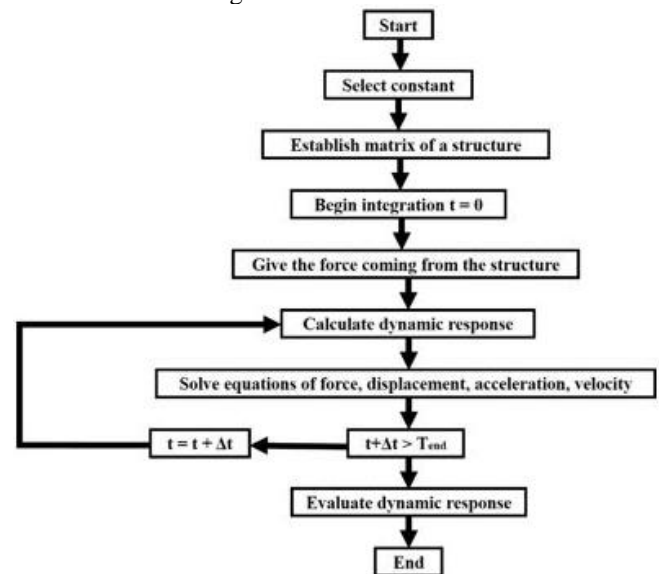 Start
Select constant
Establish matrix of a structure
Begin integration t = 0
Give the force coming from the structure
Calculate dynamic response
Solve equations of force, displacement, acceleration, velocity
t = t + Δt
t+Δt > Tend
Evaluate dynamic response
End